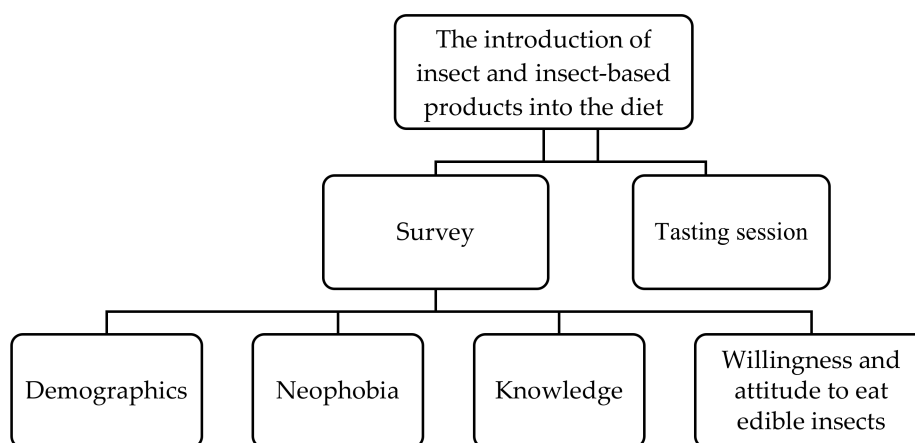 The introduction of
insect and insect-based
products into the diet
Survey
Tasting session
Demographics
Neophobia
Knowledge
Willingness and
attitude to eat
edible insects